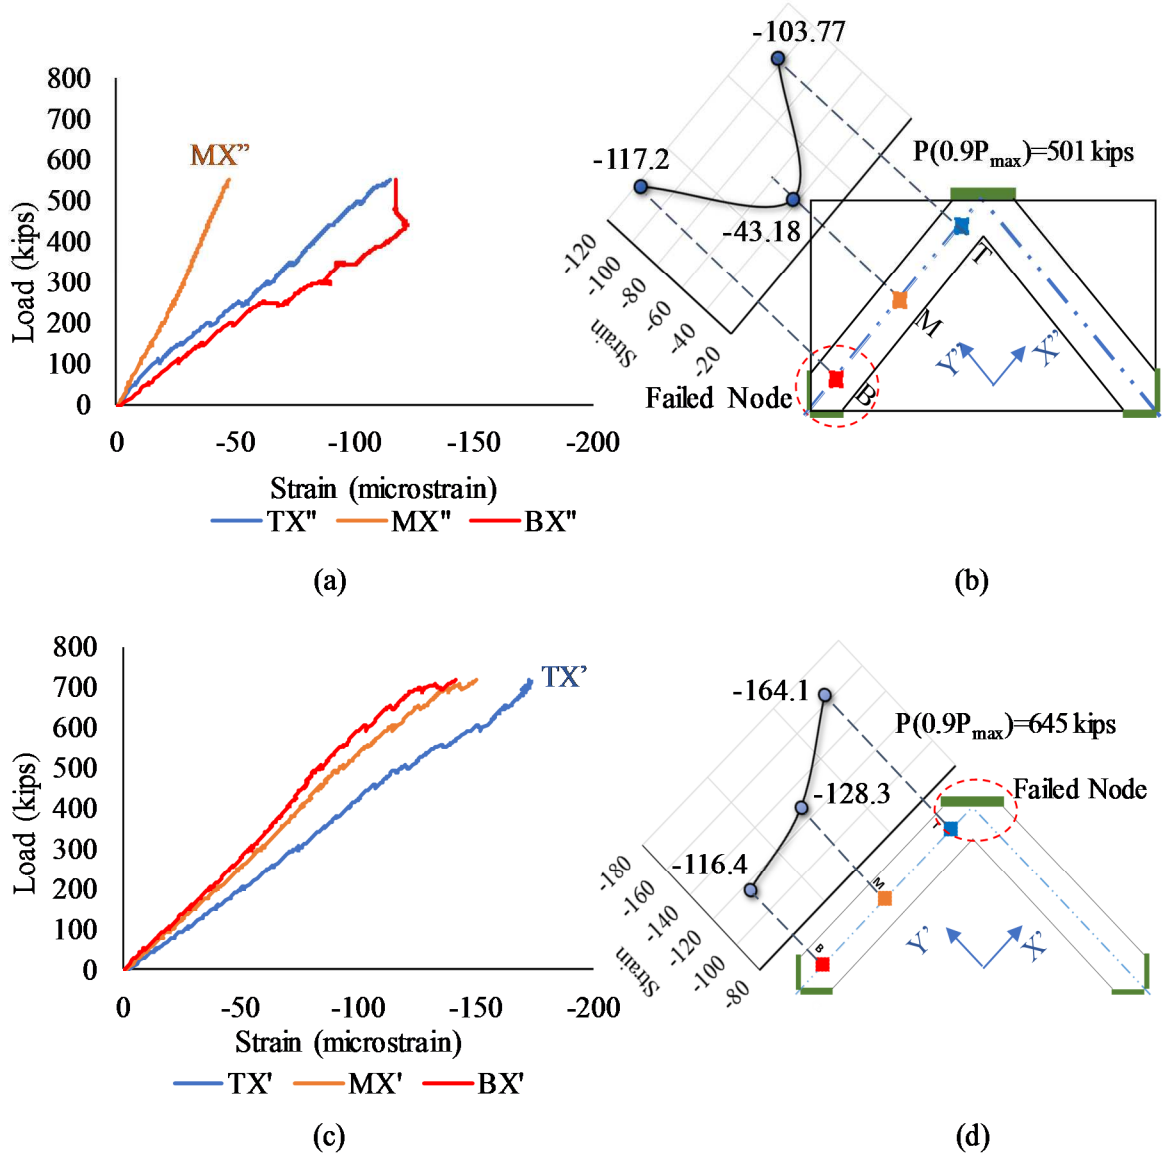 800
700
600
500
400
300
200
100
0
Load (kips)
MX”
0 -50 -100 -150 -200
Strain (microstrain)
TX" MX" BX"
(a)
-103.77
-117.2
-43.18
P(0.9Pmax)=501 kips
-120
-100
-80
-60
-40
-20
Strain
T
M
B
Y’ X”
Failed Node
(b)
800
700
600
500
400
300
200
100
0
Load (kips)
TX’
0 -50 -100 -150 -200
Strain (microstrain)
TX' MX' BX'
(c)
-164.1
-128.3
-116.4
P(0.9Pmax)=645 kips
Failed Node
-180
-160
-140
-120
-100
-80
Strain
T
M
B
Y’ X’
(d)